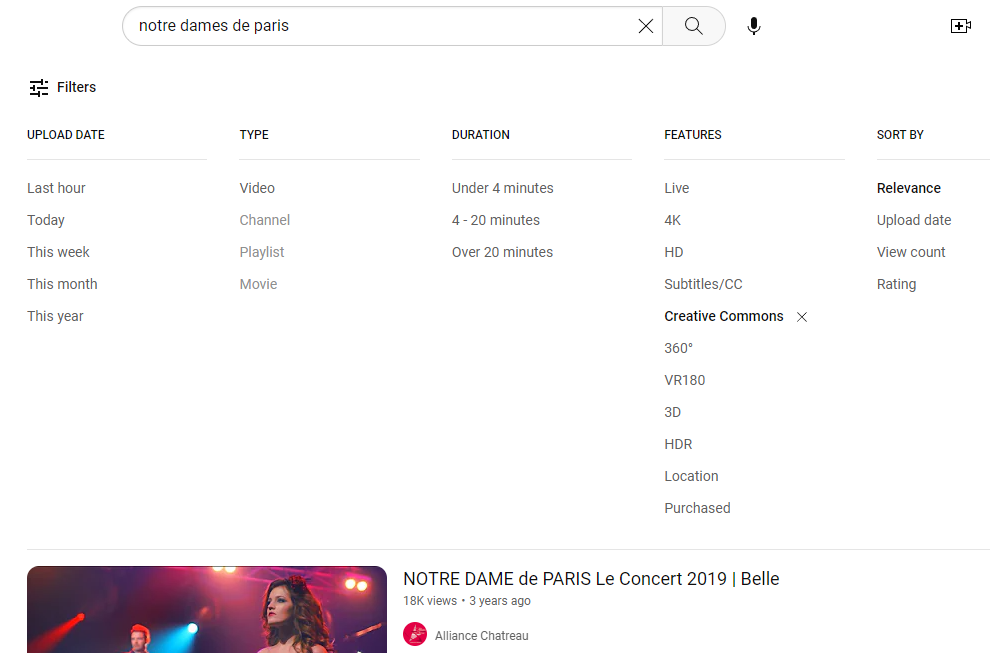 notre dames de paris
Filters
UPLOAD DATE
Last hour
Today
This week
This month
This year
TYPE
Video
Channel
Playlist
Movie
DURATION
Under 4 minutes
4 - 20 minutes
Over 20 minutes
FEATURES
Live
4K
HD
Subtitles/CC
Creative Commons
360°
VR180
3D
HDR
Location
Purchased
SORT BY
Relevance
Upload date
View count
Rating
NOTRE DAME de PARIS Le Concert 2019 | Belle
18K views • 3 years ago
Alliance Chatreau